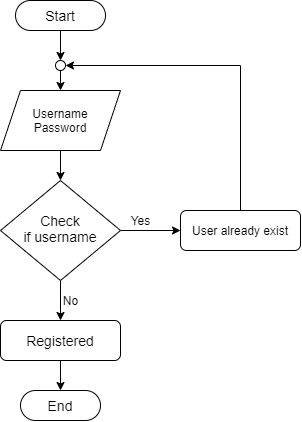 Start
Username
Password
Check
if username
Yes
User already exist
No
Registered
End